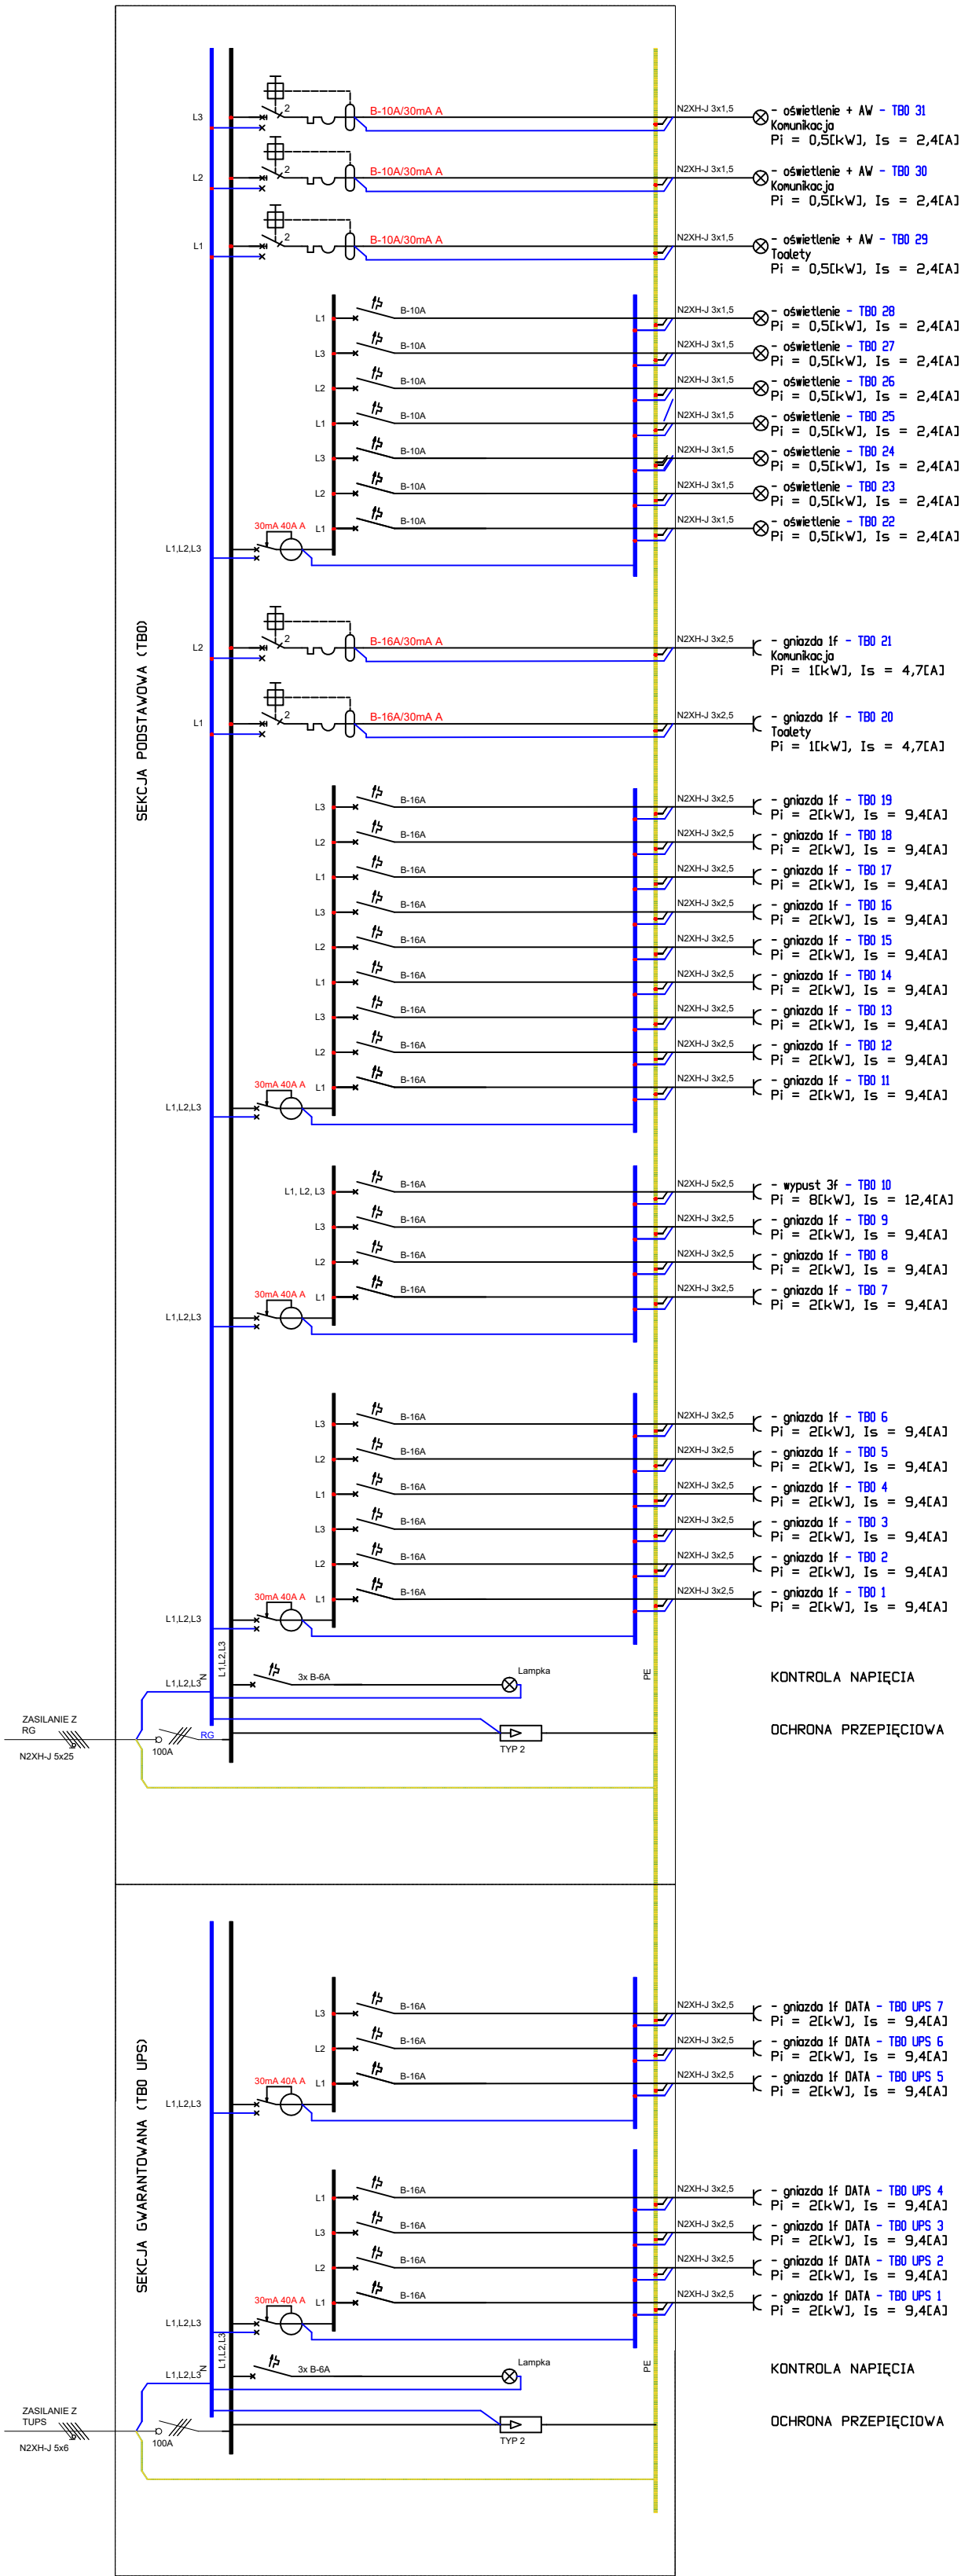 L3
2
B-10A/30mA A
N2XH-J 3x1,5
- oświetlenie + AW - TBO 31
Komunikacja
Pi = 0,5[kW], Is = 2,4[A]
L2
2
B-10A/30mA A
N2XH-J 3x1,5
- oświetlenie + AW - TBO 30
Komunikacja
Pi = 0,5[kW], Is = 2,4[A]
L1
2
B-10A/30mA A
N2XH-J 3x1,5
- oświetlenie + AW - TBO 29
Toalety
Pi = 0,5[kW], Is = 2,4[A]
L1
B-10A
N2XH-J 3x1,5
- oświetlenie - TBO 28
Pi = 0,5[kW], Is = 2,4[A]
L3
B-10A
N2XH-J 3x1,5
- oświetlenie - TBO 27
Pi = 0,5[kW], Is = 2,4[A]
L2
B-10A
N2XH-J 3x1,5
- oświetlenie - TBO 26
Pi = 0,5[kW], Is = 2,4[A]
L1
B-10A
N2XH-J 3x1,5
- oświetlenie - TBO 25
Pi = 0,5[kW], Is = 2,4[A]
L3
B-10A
N2XH-J 3x1,5
- oświetlenie - TBO 24
Pi = 0,5[kW], Is = 2,4[A]
L2
B-10A
N2XH-J 3x1,5
- oświetlenie - TBO 23
Pi = 0,5[kW], Is = 2,4[A]
L1
B-10A
N2XH-J 3x1,5
- oświetlenie - TBO 22
Pi = 0,5[kW], Is = 2,4[A]
30mA 40A A
L1,L2,L3
SEKCJA PODSTAWOWA (TBO)
L2
2
B-16A/30mA A
N2XH-J 3x2,5
- gniazda 1f - TBO 21
Komunikacja
Pi = 1[kW], Is = 4,7[A]
L1
2
B-16A/30mA A
N2XH-J 3x2,5
- gniazda 1f - TBO 20
Toalety
Pi = 1[kW], Is = 4,7[A]
L3
B-16A
N2XH-J 3x2,5
- gniazda 1f - TBO 19
Pi = 2[kW], Is = 9,4[A]
L2
B-16A
N2XH-J 3x2,5
- gniazda 1f - TBO 18
Pi = 2[kW], Is = 9,4[A]
L1
B-16A
N2XH-J 3x2,5
- gniazda 1f - TBO 17
Pi = 2[kW], Is = 9,4[A]
L3
B-16A
N2XH-J 3x2,5
- gniazda 1f - TBO 16
Pi = 2[kW], Is = 9,4[A]
L2
B-16A
N2XH-J 3x2,5
- gniazda 1f - TBO 15
Pi = 2[kW], Is = 9,4[A]
L1
B-16A
N2XH-J 3x2,5
- gniazda 1f - TBO 14
Pi = 2[kW], Is = 9,4[A]
L3
B-16A
N2XH-J 3x2,5
- gniazda 1f - TBO 13
Pi = 2[kW], Is = 9,4[A]
L2
B-16A
N2XH-J 3x2,5
- gniazda 1f - TBO 12
Pi = 2[kW], Is = 9,4[A]
L1
B-16A
N2XH-J 3x2,5
- gniazda 1f - TBO 11
Pi = 2[kW], Is = 9,4[A]
30mA 40A A
L1,L2,L3
L1, L2, L3
B-16A
N2XH-J 5x2,5
- wypust 3f - TBO 10
Pi = 8[kW], Is = 12,4[A]
L3
B-16A
N2XH-J 3x2,5
- gniazda 1f - TBO 9
Pi = 2[kW], Is = 9,4[A]
L2
B-16A
N2XH-J 3x2,5
- gniazda 1f - TBO 8
Pi = 2[kW], Is = 9,4[A]
L1
B-16A
N2XH-J 3x2,5
- gniazda 1f - TBO 7
Pi = 2[kW], Is = 9,4[A]
30mA 40A A
L1,L2,L3
L3
B-16A
N2XH-J 3x2,5
- gniazda 1f - TBO 6
Pi = 2[kW], Is = 9,4[A]
L2
B-16A
N2XH-J 3x2,5
- gniazda 1f - TBO 5
Pi = 2[kW], Is = 9,4[A]
L1
B-16A
N2XH-J 3x2,5
- gniazda 1f - TBO 4
Pi = 2[kW], Is = 9,4[A]
L3
B-16A
N2XH-J 3x2,5
- gniazda 1f - TBO 3
Pi = 2[kW], Is = 9,4[A]
L2
B-16A
N2XH-J 3x2,5
- gniazda 1f - TBO 2
Pi = 2[kW], Is = 9,4[A]
L1
B-16A
N2XH-J 3x2,5
- gniazda 1f - TBO 1
Pi = 2[kW], Is = 9,4[A]
30mA 40A A
L1,L2,L3
L1,L2,L3
N
L1,L2,L3
3x B-6A
Lampka
PE
KONTROLA NAPIĘCIA
ZASILANIE Z
RG
N2XH-J 5x25
100A
RG
TYP 2
OCHRONA PRZEPIĘCIOWA
SEKCJA GWARANTOWANA (TBO UPS)
L3
B-16A
N2XH-J 3x2,5
- gniazda 1f DATA - TBO UPS 7
Pi = 2[kW], Is = 9,4[A]
L2
B-16A
N2XH-J 3x2,5
- gniazda 1f DATA - TBO UPS 6
Pi = 2[kW], Is = 9,4[A]
L1
B-16A
N2XH-J 3x2,5
- gniazda 1f DATA - TBO UPS 5
Pi = 2[kW], Is = 9,4[A]
30mA 40A A
L1,L2,L3
L1
B-16A
N2XH-J 3x2,5
- gniazda 1f DATA - TBO UPS 4
Pi = 2[kW], Is = 9,4[A]
L3
B-16A
N2XH-J 3x2,5
- gniazda 1f DATA - TBO UPS 3
Pi = 2[kW], Is = 9,4[A]
L2
B-16A
N2XH-J 3x2,5
- gniazda 1f DATA - TBO UPS 2
Pi = 2[kW], Is = 9,4[A]
L1
B-16A
N2XH-J 3x2,5
- gniazda 1f DATA - TBO UPS 1
Pi = 2[kW], Is = 9,4[A]
30mA 40A A
L1,L2,L3
L1,L2,L3
N
L1,L2,L3
3x B-6A
Lampka
PE
KONTROLA NAPIĘCIA
ZASILANIE Z
TUPS
N2XH-J 5x6
100A
TYP 2
OCHRONA PRZEPIĘCIOWA